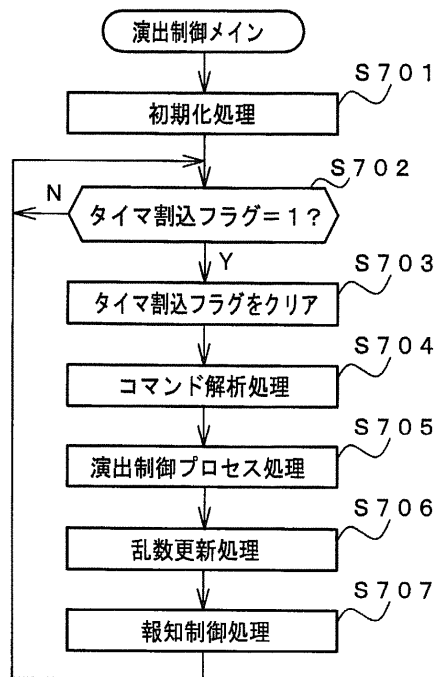 演出制御メイン
S701
初期化処理
S702
N
タイマ割込フラグ=1?
Y
S703
タイマ割込フラグをクリア
S704
コマンド解析処理
S705
演出制御プロセス処理
S706
乱数更新処理
S707
報知制御処理